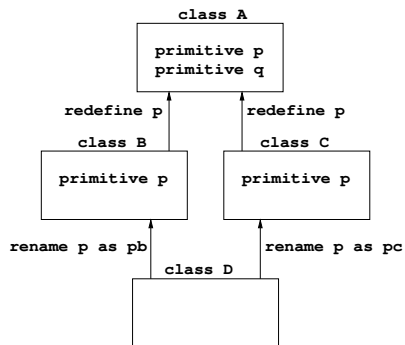 class A
primitive p
primitive q
redefine p
redefine p
class B
class C
primitive p
primitive p
rename p as pb
rename p as pc
class D